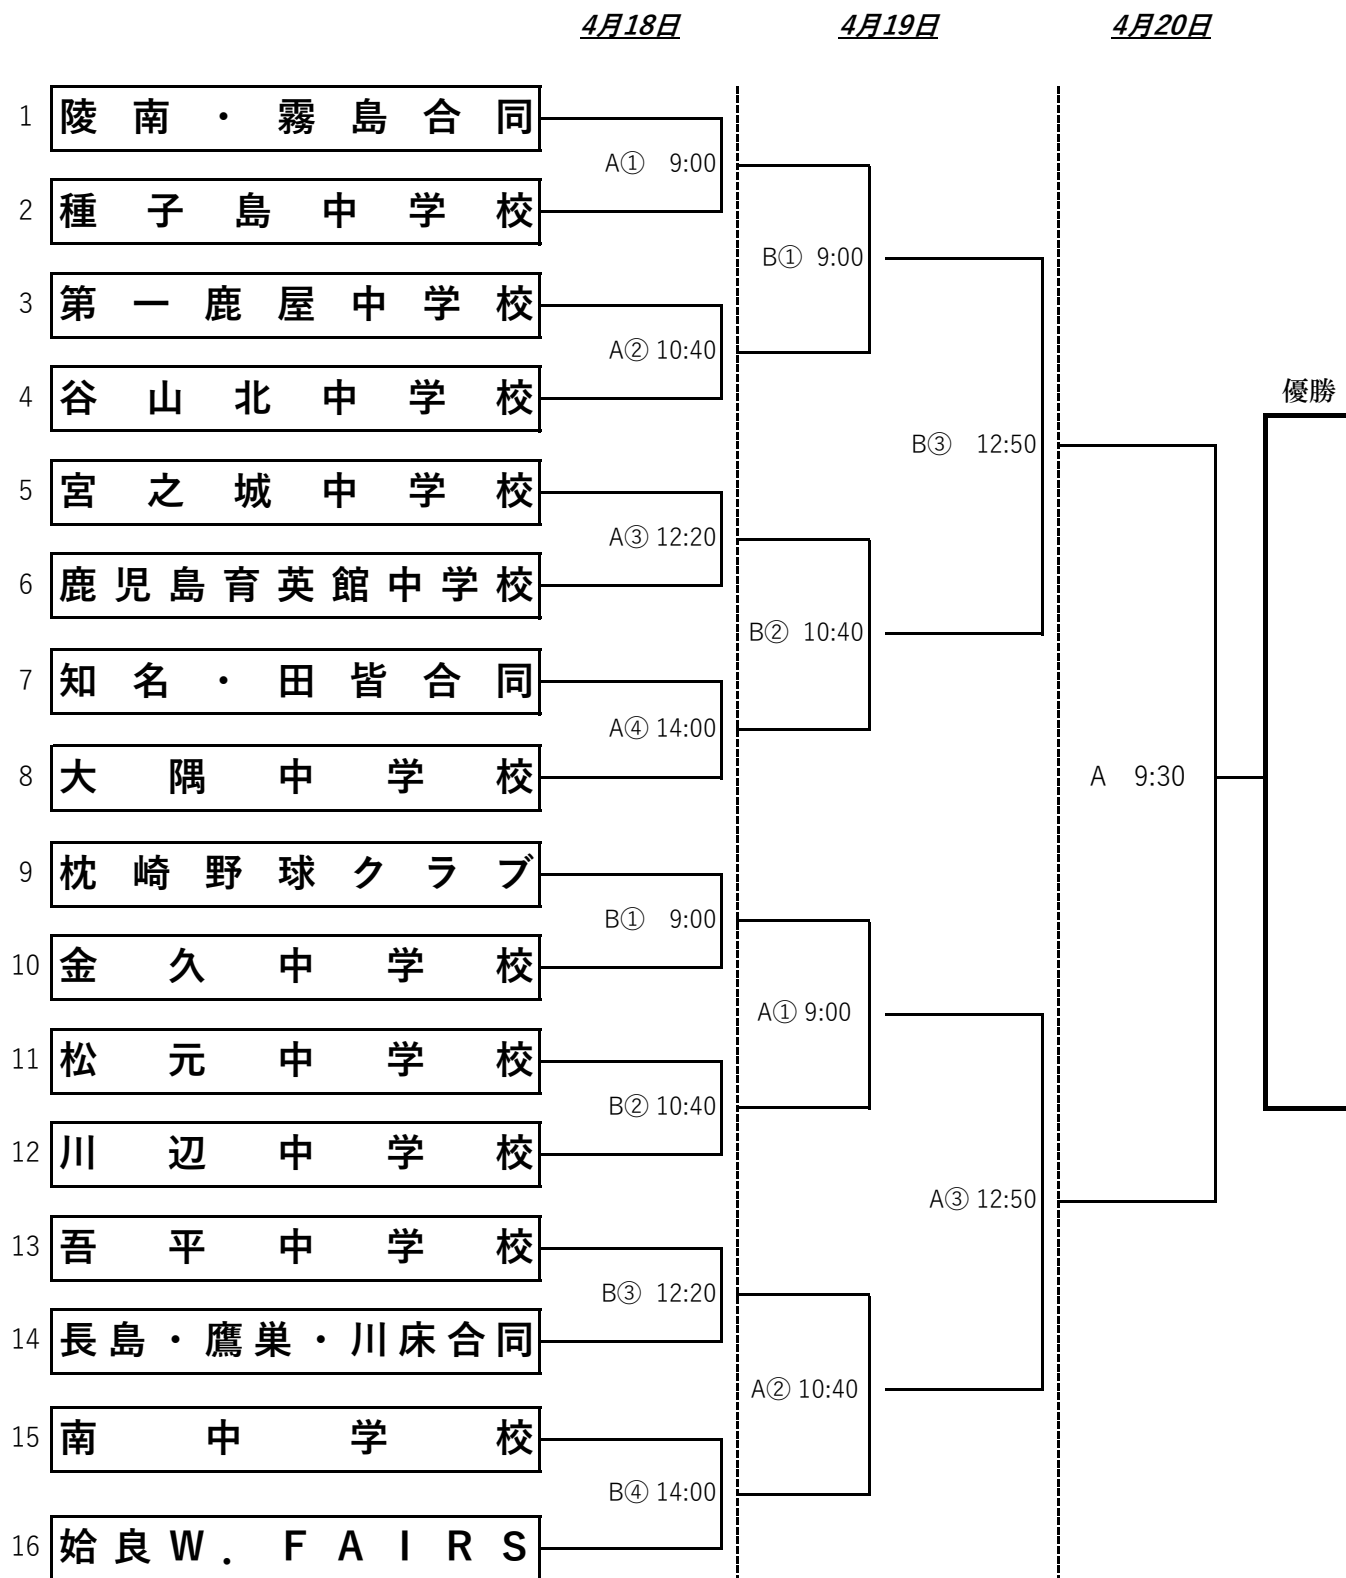 4月18日 4月19日 4月20日
1 陵南・霧島合同
A① 9:00
2 種子島中学校
B① 9:00
3 第一鹿屋中学校
A② 10:40
4 谷山北中学校
優勝
B③ 12:50
5 宮之城中学校
A③ 12:20
6 鹿児島育英館中学校
B② 10:40
7 知名・田皆合同
A④ 14:00
8 大隅中学校
A 9:30
9 枕崎野球クラブ
B① 9:00
10 金久中学校
A① 9:00
11 松元中学校
B② 10:40
12 川辺中学校
A③ 12:50
13 吾平中学校
B③ 12:20
14 長島・鷹巣・川床合同
A② 10:40
15 南中学校
B④ 14:00
16 姶良W.FAIRS